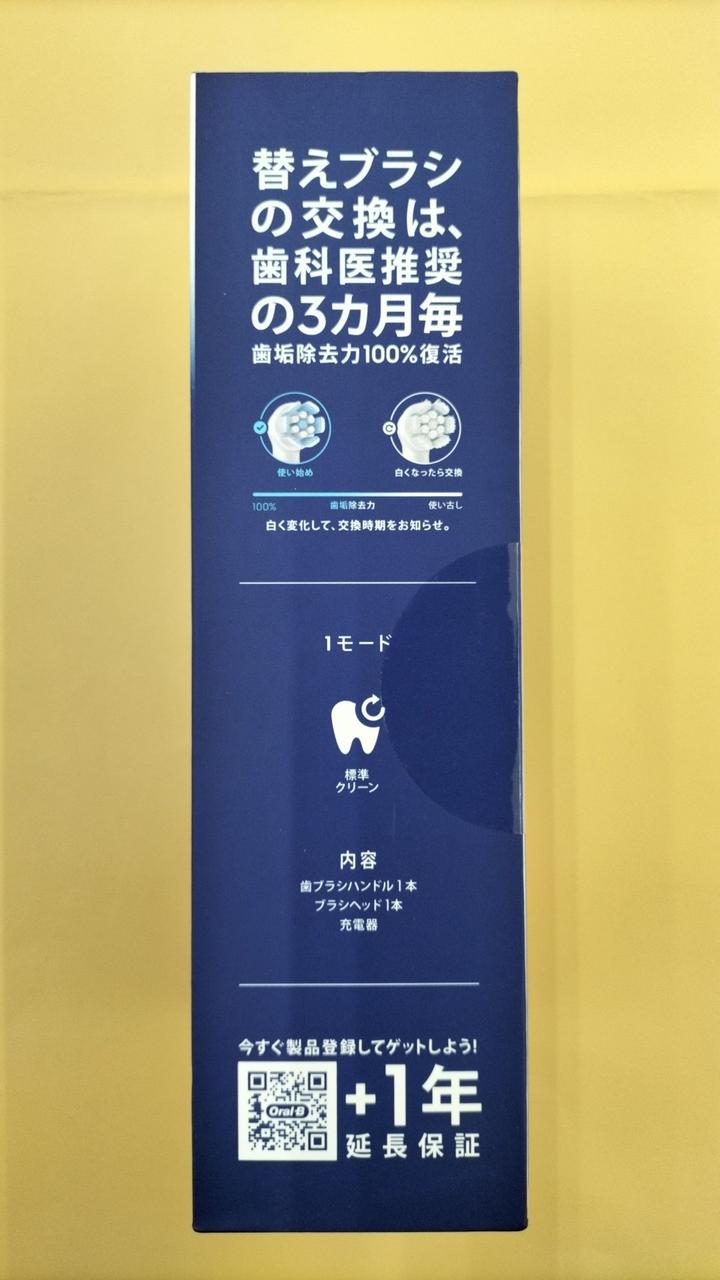 替えブラシ
の交換は、
歯科医推奨
の3カ月毎
歯垢除去力100%復活
使い始め
白くなったら交換
100%
歯垢除去力
使い古し
白く変化して、交換時期をお知らせ。
1モード
標準
クリーン
内容
歯ブラシハンドル1本
ブラシヘッド1本
充電器
今すぐ製品登録してゲットしよう!
Oral-B
+1年
延長保証